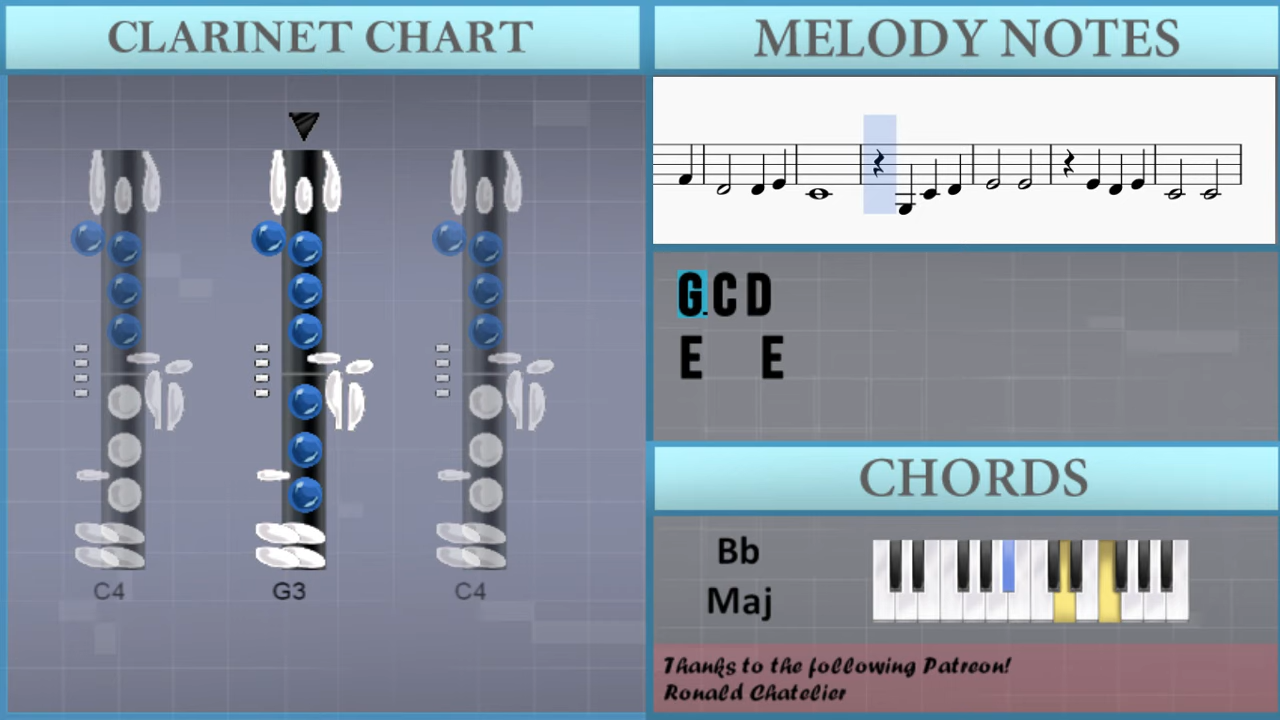 CLARINET CHART
C4
G3
C4
MELODY NOTES
G. C D
E E
CHORDS
Bb
Maj
Thanks to the following Patreon!
Ronald Chatelier